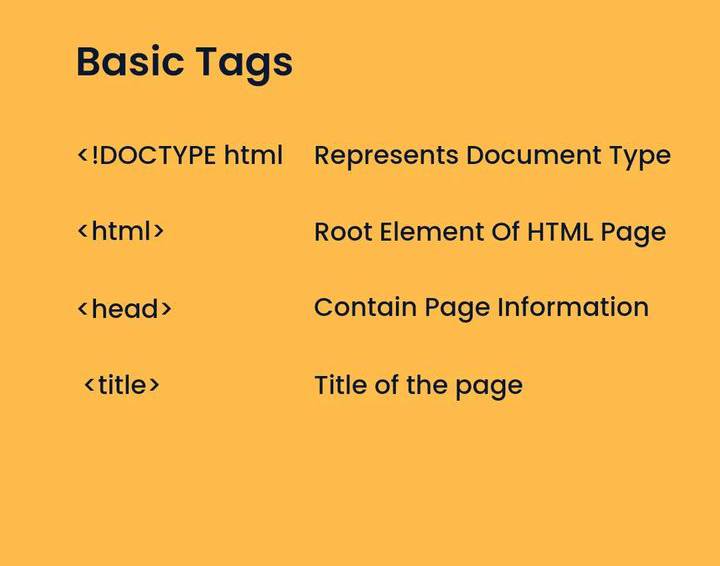 Basic Tags
<!DOCTYPE html Represents Document Type
<html> Root Element Of HTML Page
<head> Contain Page Information
<title> Title of the page